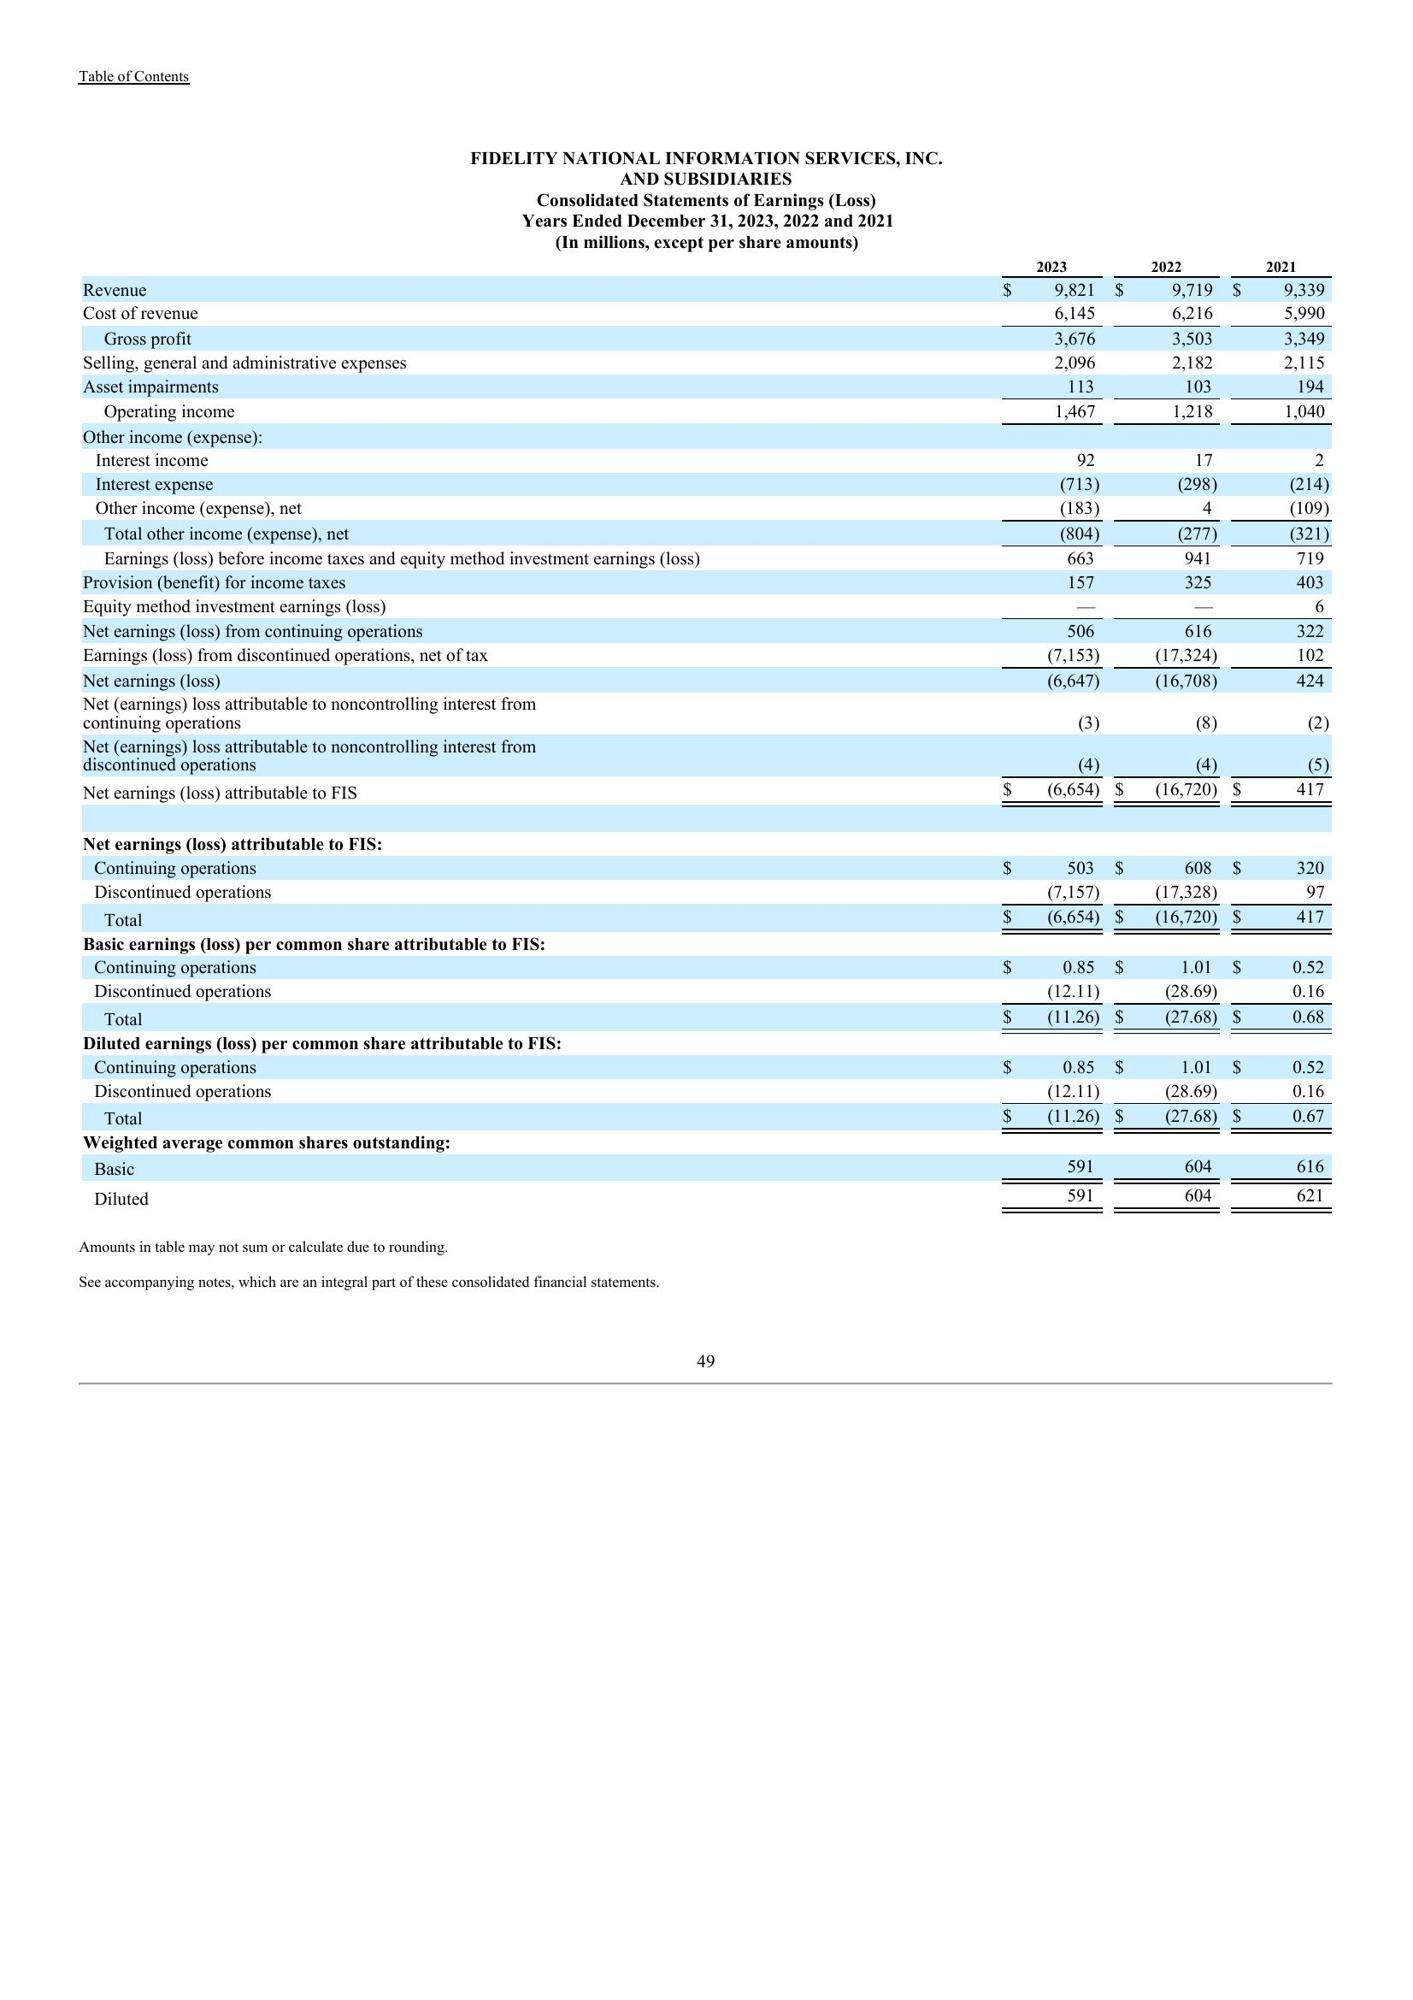 Table of Contents
FIDELITY NATIONAL INFORMATION SERVICES, INC.
AND SUBSIDIARIES
Consolidated Statements of Earnings (Loss)
Years Ended December 31, 2023, 2022 and 2021
(In millions, except per share amounts)
2023 2022 2021
Revenue $ 9,821 $ 9,719 $ 9,339
Cost of revenue 6,145 6,216 5,990
Gross profit 3,676 3,503 3,349
Selling, general and administrative expenses 2,096 2,182 2,115
Asset impairments 113 103 194
Operating income 1,467 1,218 1,040
Other income (expense):
Interest income 92 17 2
Interest expense (713) (298) (214)
Other income (expense), net (183) 4 (109)
Total other income (expense), net (804) (277) (321)
Earnings (loss) before income taxes and equity method investment earnings (loss) 663 941 719
Provision (benefit) for income taxes 157 325 403
Equity method investment earnings (loss) — — 6
Net earnings (loss) from continuing operations 506 616 322
Earnings (loss) from discontinued operations, net of tax (7,153) (17,324) 102
Net earnings (loss) (6,647) (16,708) 424
Net (earnings) loss attributable to noncontrolling interest from
continuing operations (3) (8) (2)
Net (earnings) loss attributable to noncontrolling interest from
discontinued operations (4) (4) (5)
Net earnings (loss) attributable to FIS $ (6,654) $ (16,720) $ 417
Net earnings (loss) attributable to FIS:
Continuing operations $ 503 $ 608 $ 320
Discontinued operations (7,157) (17,328) 97
Total $ (6,654) $ (16,720) $ 417
Basic earnings (loss) per common share attributable to FIS:
Continuing operations $ 0.85 $ 1.01 $ 0.52
Discontinued operations (12.11) (28.69) 0.16
Total $ (11.26) $ (27.68) $ 0.68
Diluted earnings (loss) per common share attributable to FIS:
Continuing operations $ 0.85 $ 1.01 $ 0.52
Discontinued operations (12.11) (28.69) 0.16
Total $ (11.26) $ (27.68) $ 0.67
Weighted average common shares outstanding:
Basic 591 604 616
Diluted 591 604 621
Amounts in table may not sum or calculate due to rounding.
See accompanying notes, which are an integral part of these consolidated financial statements.
49